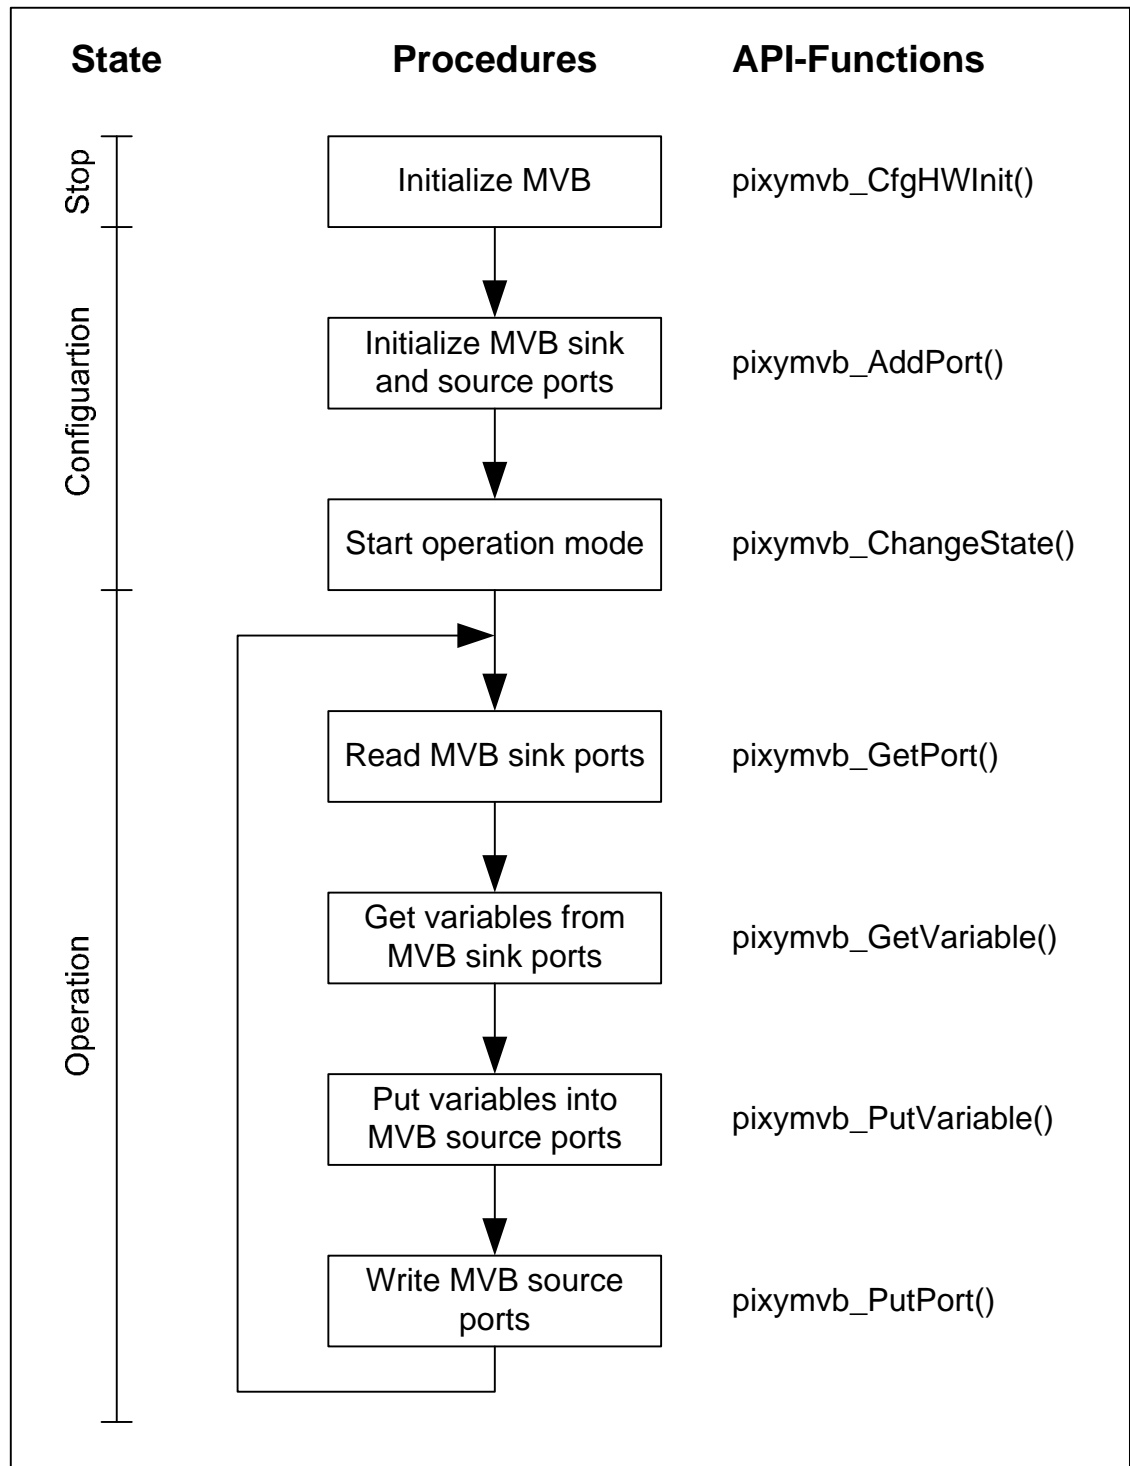 State Procedures API-Functions
Stop
Initialize MVB
pixymvb_CfgHWInit()
Configuartion
Initialize MVB sink
and source ports
pixymvb_AddPort()
Start operation mode
pixymvb_ChangeState()
Operation
Read MVB sink ports
pixymvb_GetPort()
Get variables from
MVB sink ports
pixymvb_GetVariable()
Put variables into
MVB source ports
pixymvb_PutVariable()
Write MVB source
ports
pixymvb_PutPort()